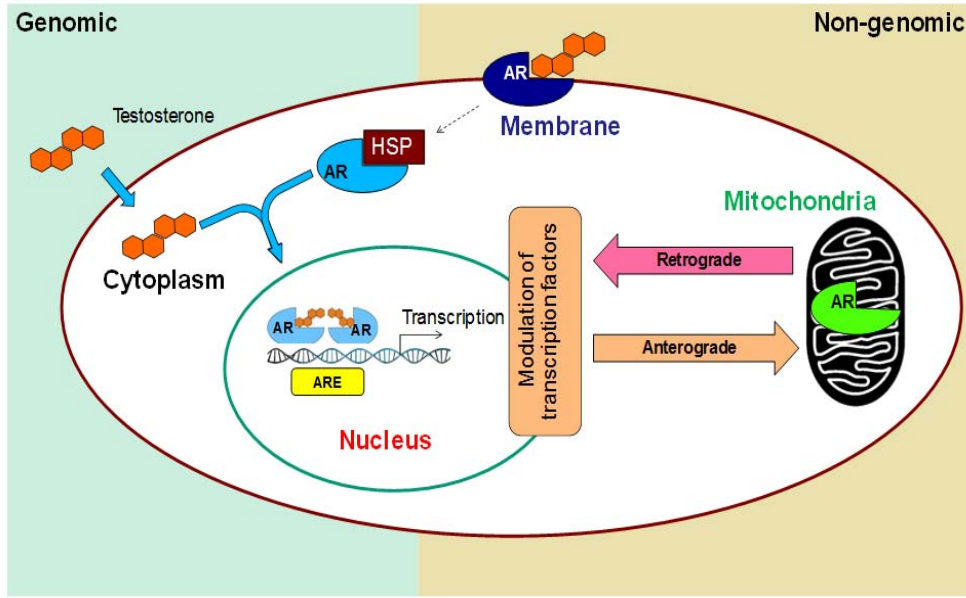 Genomic
Non-genomic
AR
Testosterone
Membrane
HSP
AR
Mitochondria
Cytoplasm
Retrograde
AR
Modulation of
transcription factors
AR
AR
Transcription
Anterograde
ARE
Nucleus